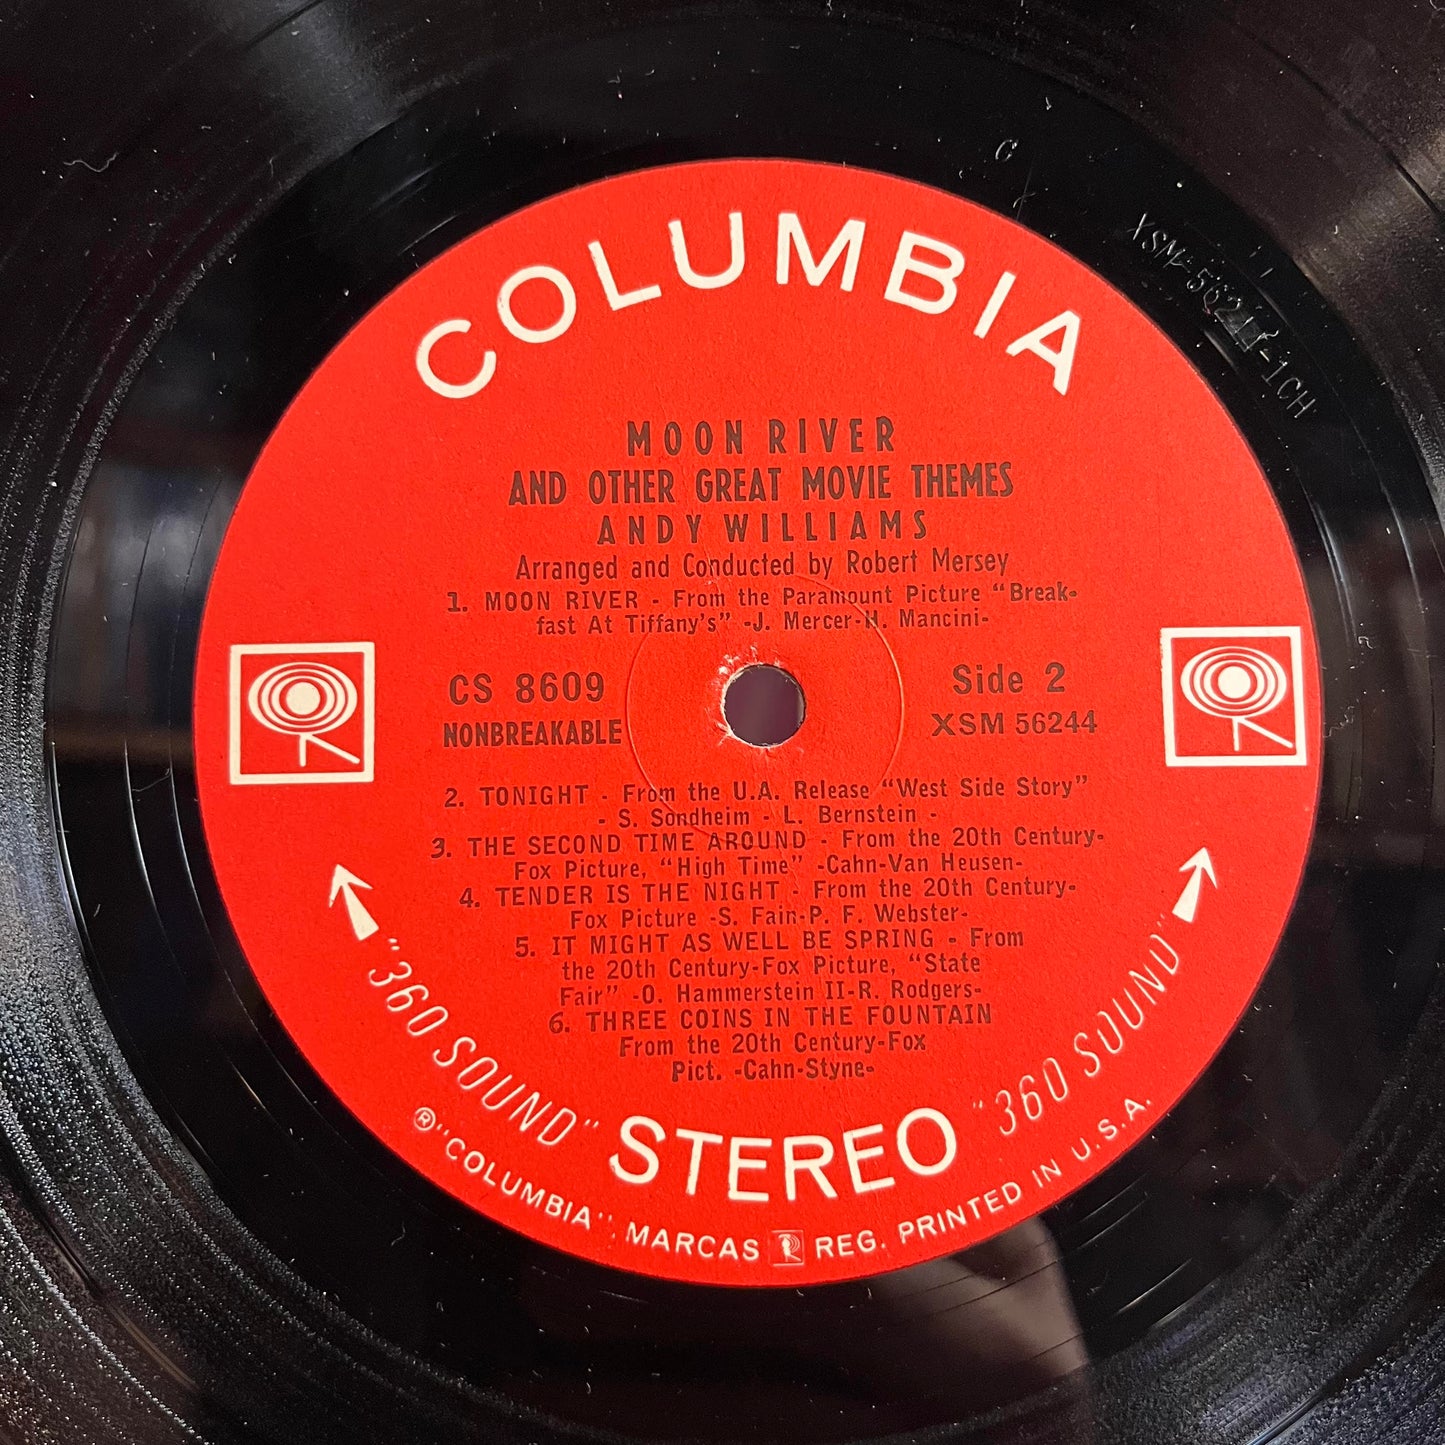 COLUMBIA
MOON RIVER
AND OTHER GREAT MOVIE THEMES
ANDY WILLIAMS
Arranged and Conducted by Robert Mersey
1. MOON RIVER - From the Paramount Picture "Break-
fast At Tiffany's" -J. Mercer-H. Mancini-
CS 8609
NONBREAKABLE
Side 2
XSM 56244
2. TONIGHT - From the U.A. Release "West Side Story"
- S. Sondheim - L. Bernstein -
3. THE SECOND TIME AROUND - From the 20th Century-
Fox Picture, "High Time" -Cahn-Van Heusen-
4. TENDER IS THE NIGHT - From the 20th Century-
Fox Picture -S. Fain-P. F. Webster-
5. IT MIGHT AS WELL BE SPRING - From
the 20th Century-Fox Picture, "State
Fair" -O. Hammerstein II-R. Rodgers-
6. THREE COINS IN THE FOUNTAIN
From the 20th Century-Fox
Pict. -Cahn-Styne-
"360 SOUND" STEREO "360 SOUND"
® "COLUMBIA", MARCAS REG. PRINTED IN U.S.A.